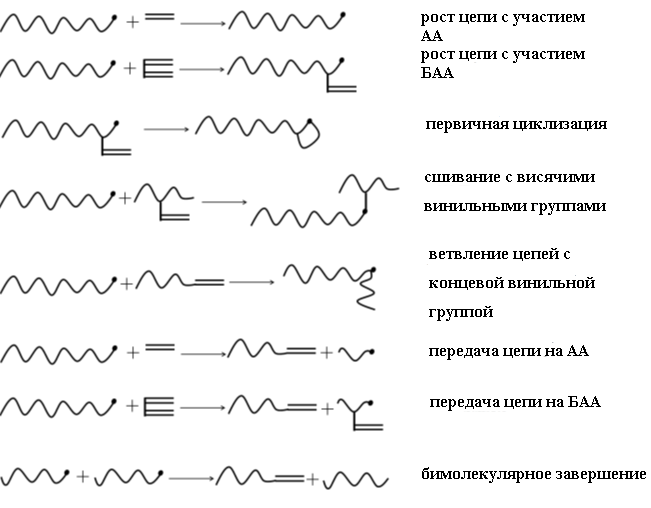 рост цепи с участием
АА
рост цепи с участием
БАА
первичная циклизация
сшивание с висячими
винильными группами
ветвление цепей с
концевой винильной
группой
передача цепи на АА
передача цепи на БАА
бимолекулярное завершение